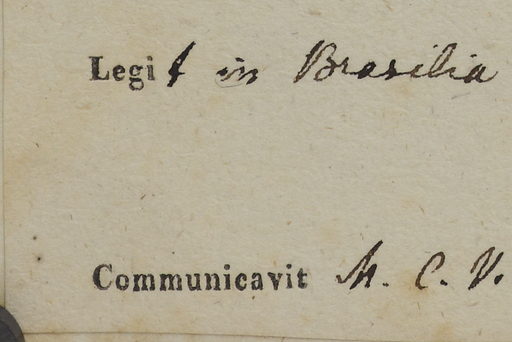 Legit in Brasilia
Communicavit M. C. V.